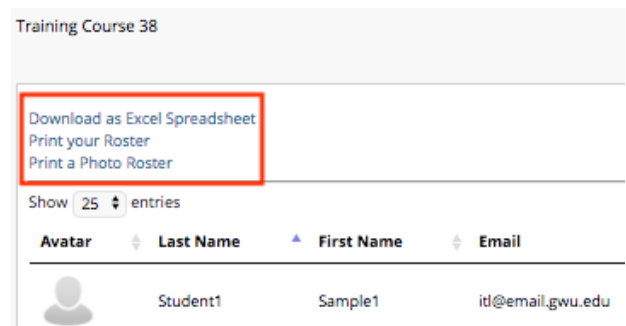 Training Course 38
Download as Excel Spreadsheet
Print your Roster
Print a Photo Roster
Show 25 entries
Avatar Last Name First Name Email
Student1 Sample1 itl@email.gwu.edu